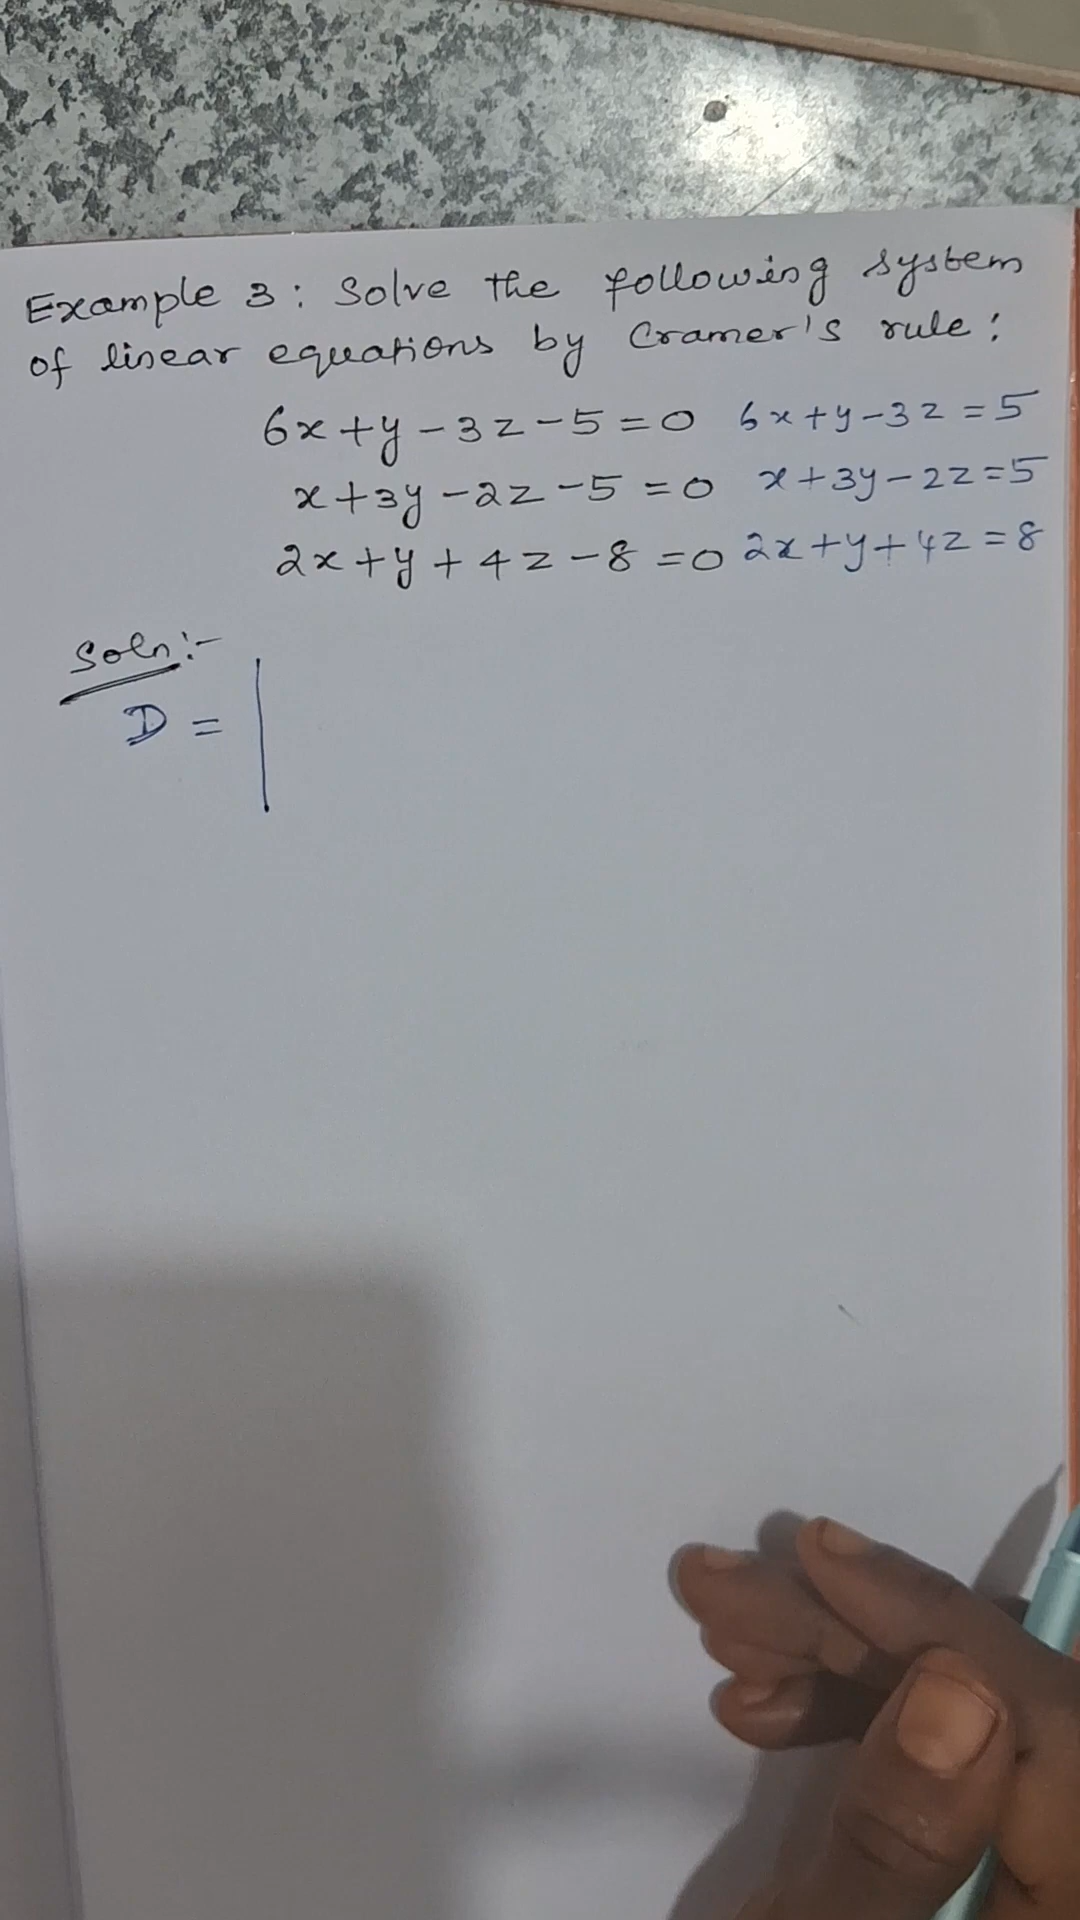 Example 3: Solve the following system
of linear equations by Cramer's rule:
6x+y-3z-5=0 6x+y-3z=5
x+3y-2z-5=0 x+3y-2z=5
2x+y+4z-8=0 2x+y+4z=8
Soln:-
D = |